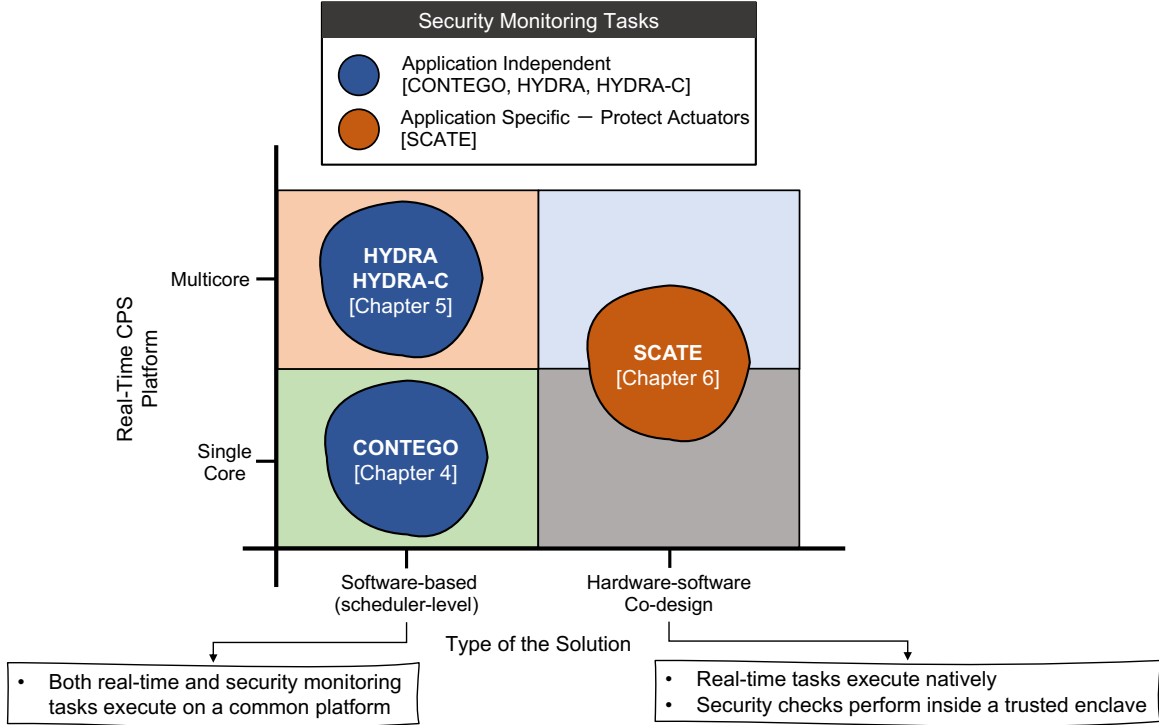 Security Monitoring Tasks
Application Independent
[CONTEGO, HYDRA, HYDRA-C]
Application Specific – Protect Actuators
[SCATE]
Real-Time CPS
Platform
Multicore
Single
Core
HYDRA
HYDRA-C
[Chapter 5]
SCATE
[Chapter 6]
CONTEGO
[Chapter 4]
Software-based
(scheduler-level)
Hardware-software
Co-design
Type of the Solution
• Both real-time and security monitoring
tasks execute on a common platform
• Real-time tasks execute natively
• Security checks perform inside a trusted enclave